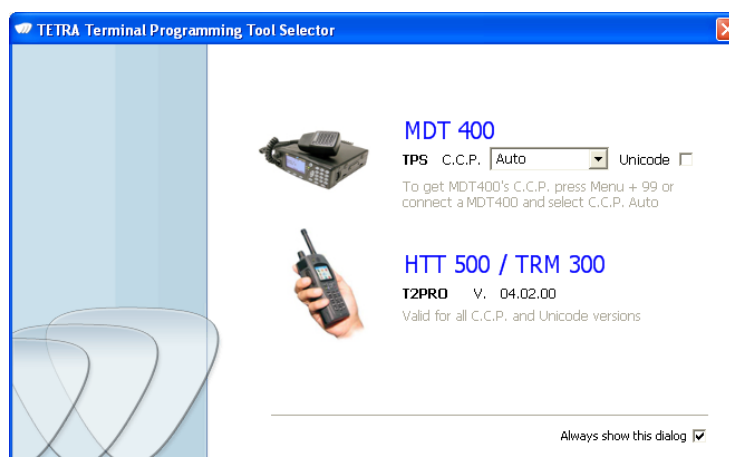 TETRA Terminal Programming Tool Selector
MDT 400
TPS C.C.P. Auto Unicode
To get MDT400's C.C.P. press Menu + 99 or
connect a MDT400 and select C.C.P. Auto
HTT 500 / TRM 300
T2PRO V. 04.02.00
Valid for all C.C.P. and Unicode versions
Always show this dialog